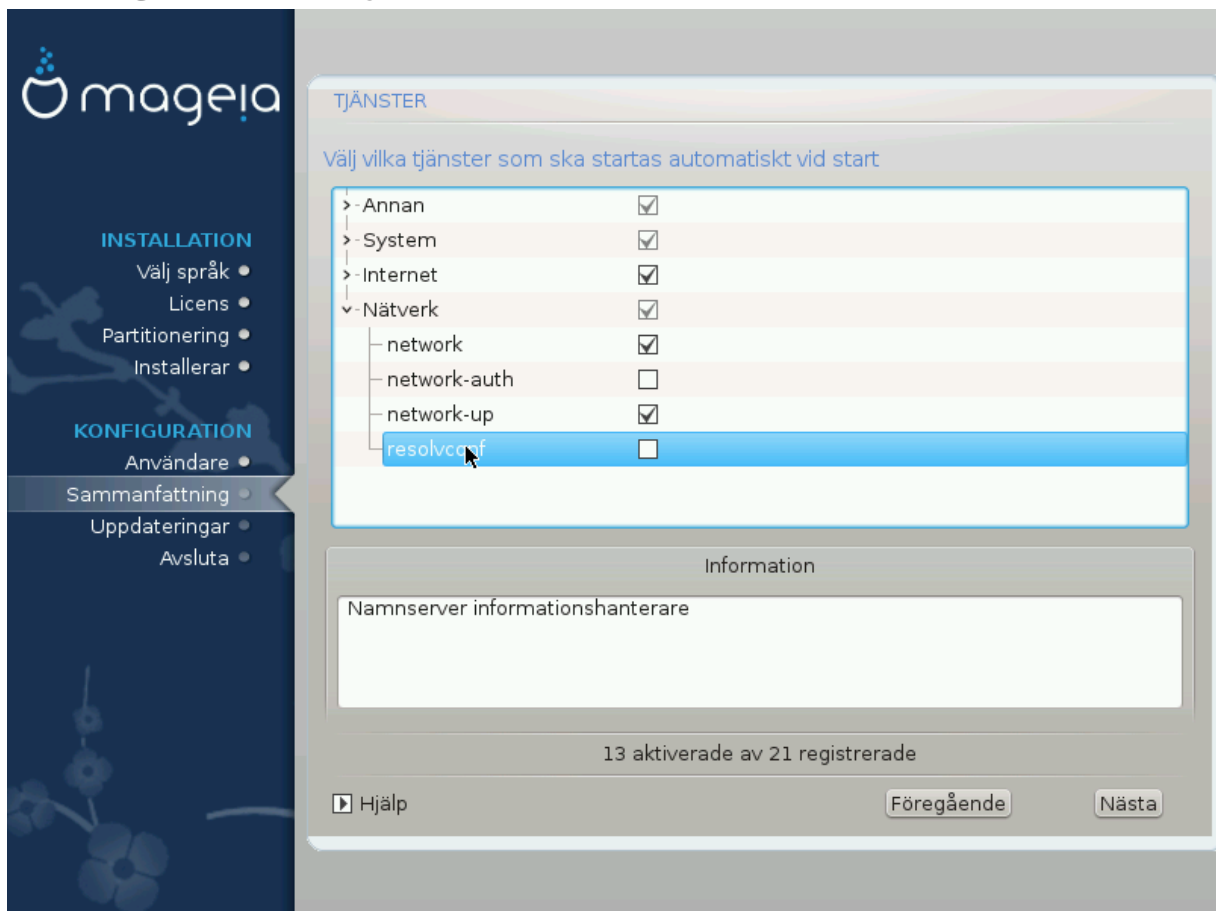 mageia
INSTALLATION
Välj språk
Licens
Partitionering
Installerar
KONFIGURATION
Användare
Sammanfattning
Uppdateringar
Avsluta
TJÄNSTER
Välj vilka tjänster som ska startas automatiskt vid start
Annan
System
Internet
Nätverk
network
network-auth
network-up
resolvconf
Information
Namnserver informationshanterare
13 aktiverade av 21 registrerade
Hjälp
Föregående
Nästa